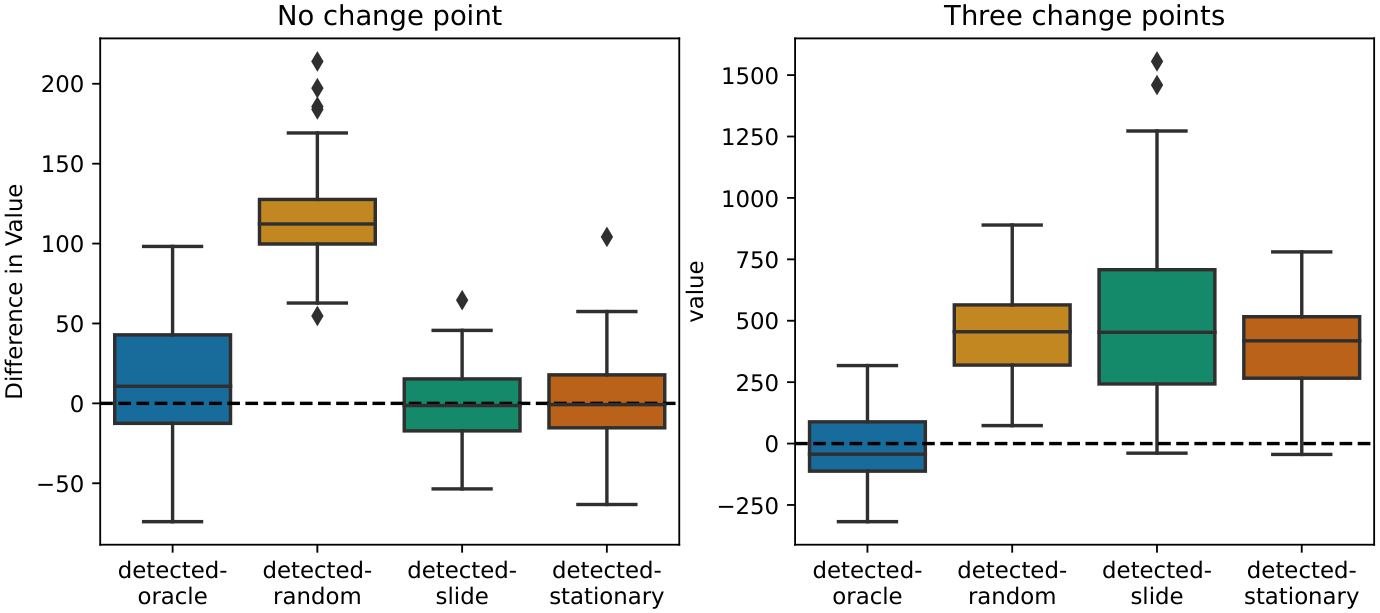 No change point
Difference in Value
200
150
100
50
0
−50
detected-
oracle
detected-
random
detected-
slide
detected-
stationary
Three change points
value
1500
1250
1000
750
500
250
0
−250
detected-
oracle
detected-
random
detected-
slide
detected-
stationary